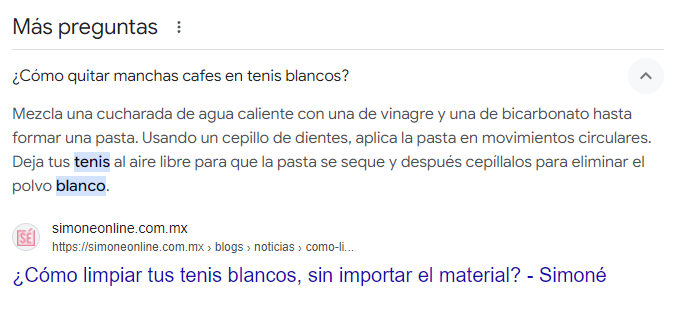 Más preguntas
¿Cómo quitar manchas cafes en tenis blancos?
Mezcla una cucharada de agua caliente con una de vinagre y una de bicarbonato hasta
formar una pasta. Usando un cepillo de dientes, aplica la pasta en movimientos circulares.
Deja tus tenis al aire libre para que la pasta se seque y después cepíllalos para eliminar el
polvo blanco.
SÉ
simoneonline.com.mx
https://simoneonline.com.mx › blogs › noticias › como-li...
¿Cómo limpiar tus tenis blancos, sin importar el material? - Simoné